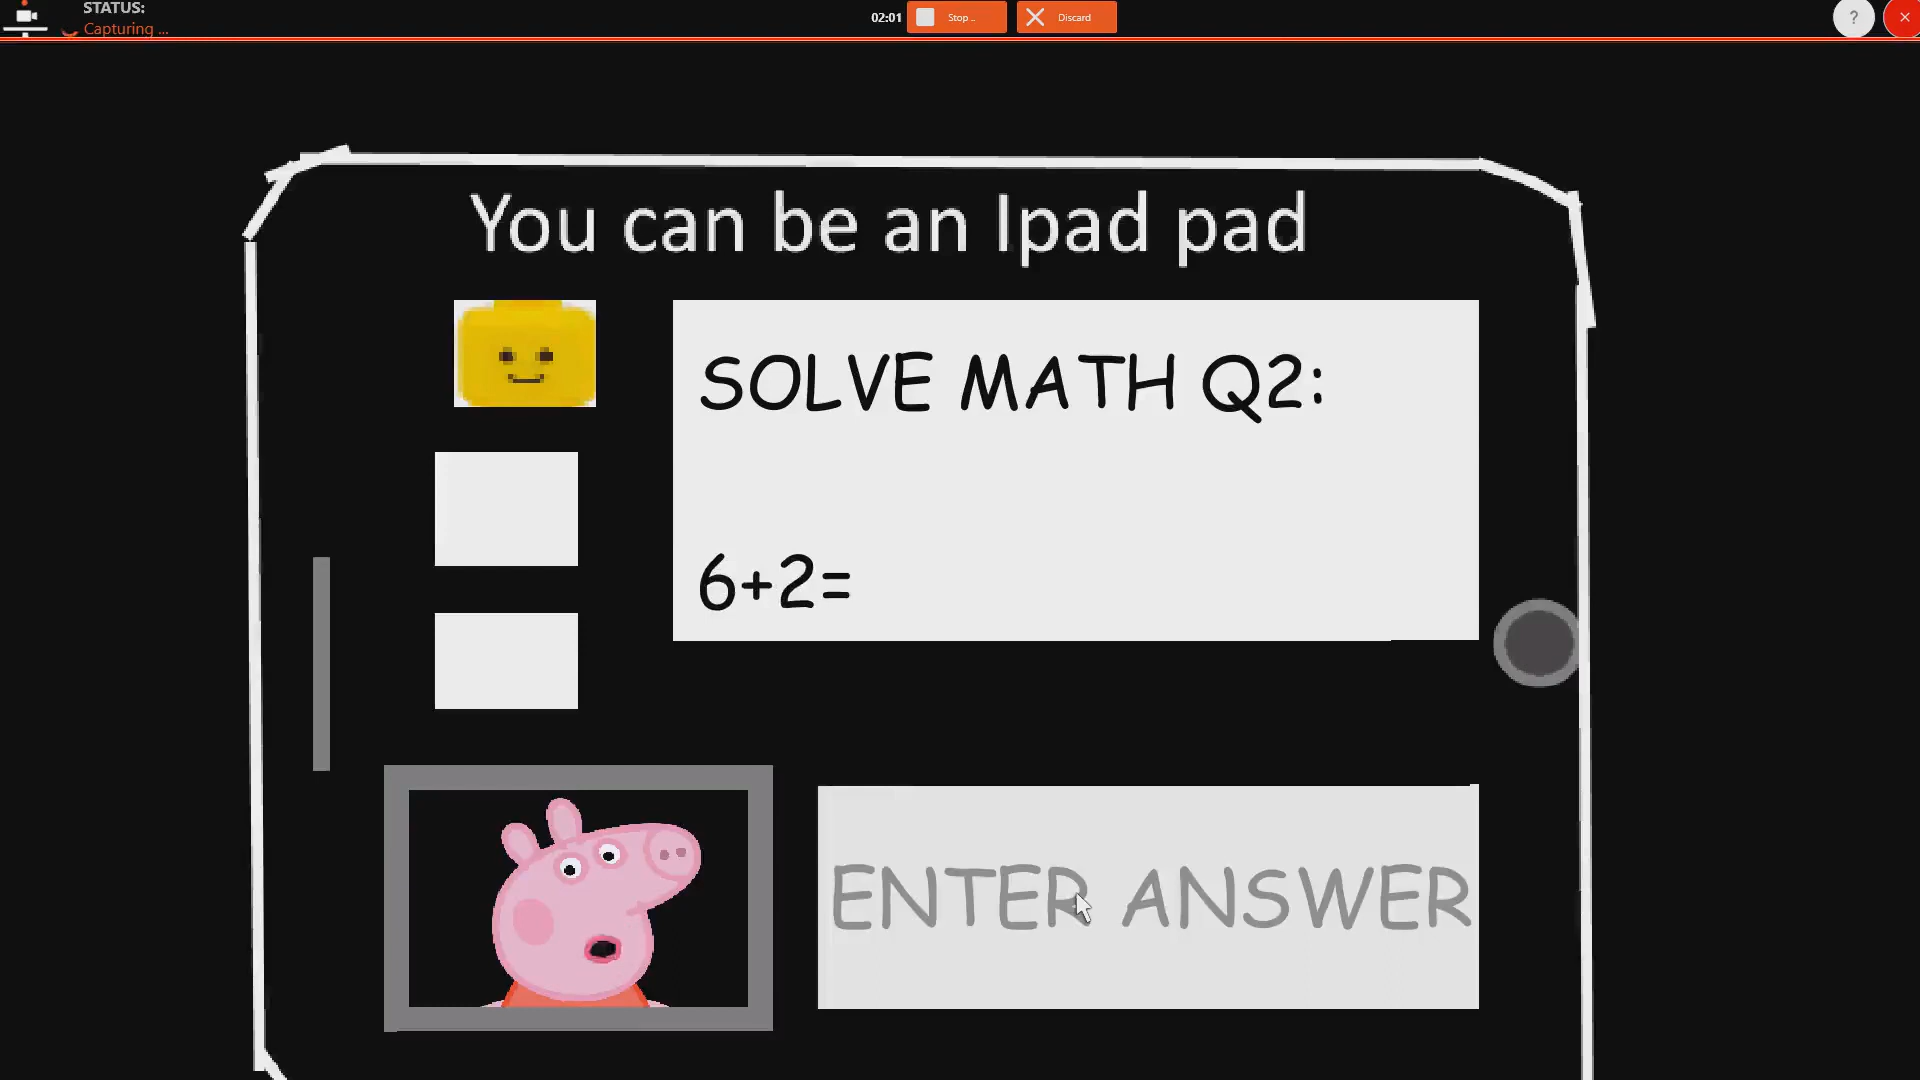 STATUS:
Capturing ...
02:01
Stop ..
Discard
?
You can be an Ipad pad
SOLVE MATH Q2:
6+2=
ENTER ANSWER